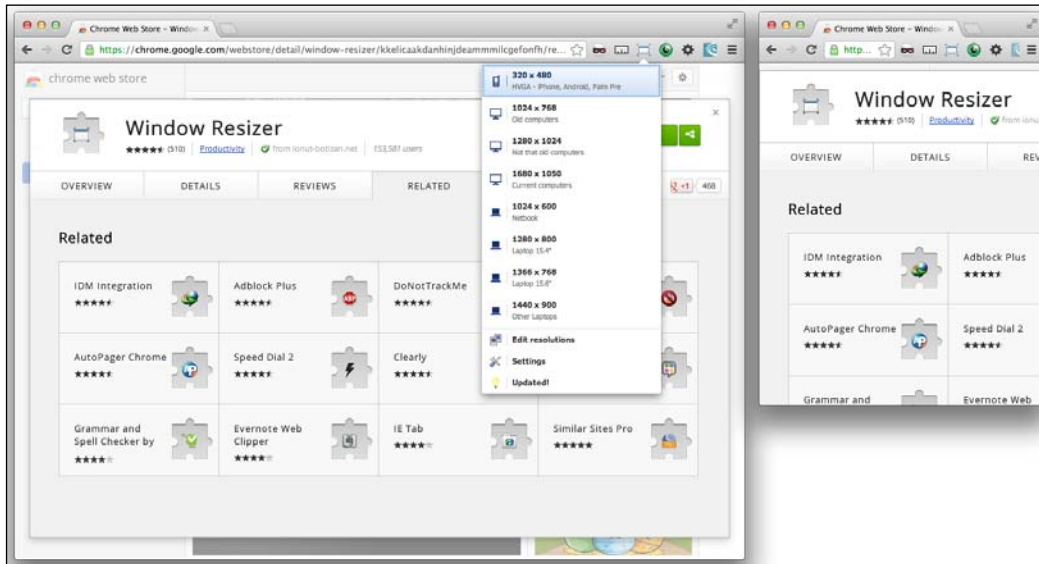 Chrome Web Store - Window
https://chrome.google.com/webstore/detail/window-resizer/kkelicaakdanhinjdeammmilcgefonfh/re...
chrome web store
Window Resizer
(510) Productivity from ionut-botizan.net 153,581 users
OVERVIEW DETAILS REVIEWS RELATED
+1 468
Related
IDM Integration
Adblock Plus
ABP
DoNotTrackMe
AutoPager Chrome
Speed Dial 2
Clearly
Grammar and
Spell Checker by
Evernote Web
Clipper
IE Tab
Similar Sites Pro
320 x 480
HVGA - iPhone, Android, Palm Pre
1024 x 768
Old computers
1280 x 1024
Not that old computers
1680 x 1050
Current computers
1024 x 600
Netbook
1280 x 800
Laptop 15.4"
1366 x 768
Laptop 15.6"
1440 x 900
Other Laptops
Edit resolutions
Settings
Updated!
Chrome Web Store - Window
http...
Window Resizer
(510) Productivity from ionut
OVERVIEW DETAILS REV
Related
IDM Integration
Adblock Plus
AutoPager Chrome
Speed Dial 2
Grammar and
Evernote Web